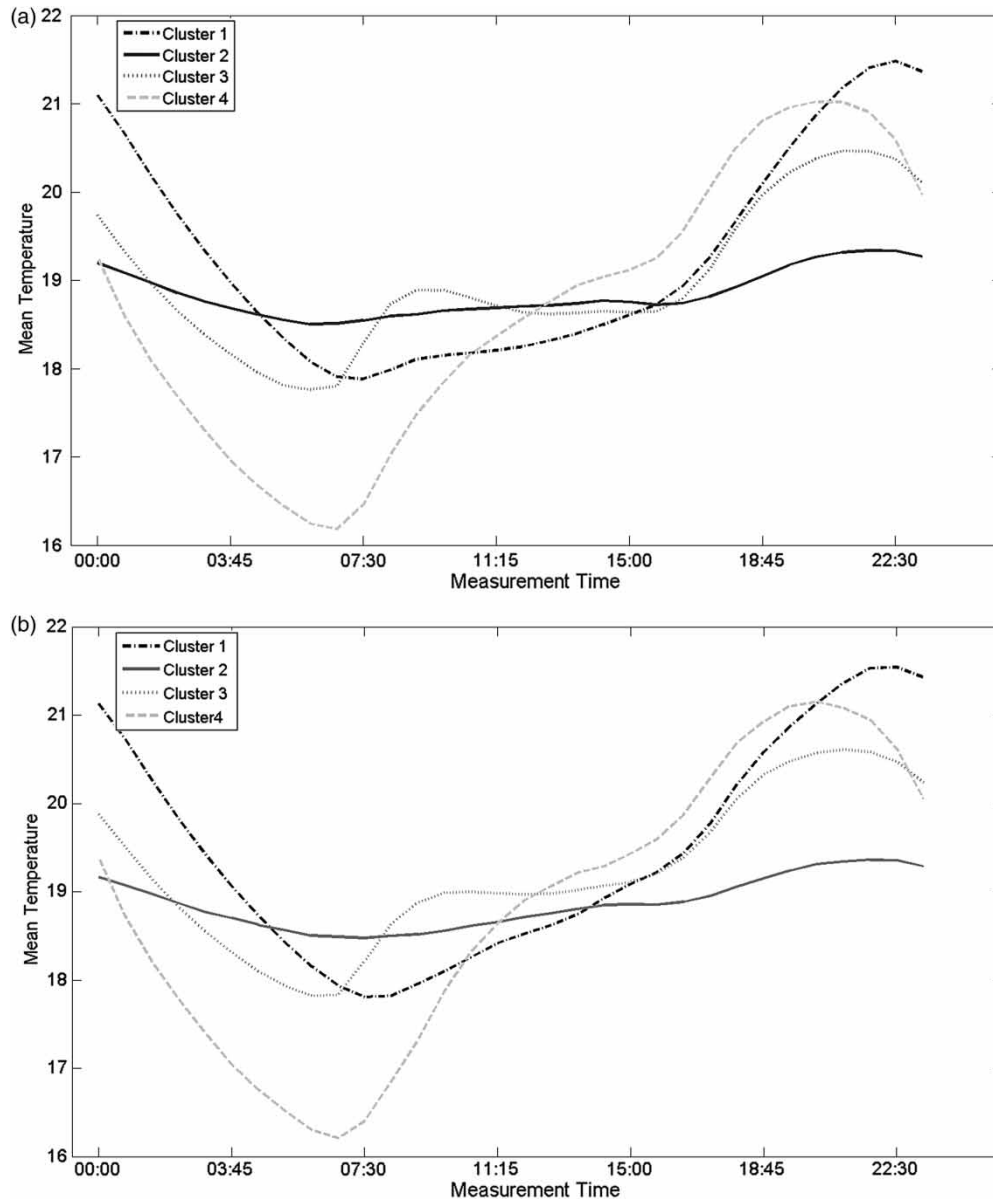 (a)
22
21
20
19
18
17
16
Mean Temperature
Cluster 1
Cluster 2
Cluster 3
Cluster 4
00:00 03:45 07:30 11:15 15:00 18:45 22:30
Measurement Time
(b)
22
21
20
19
18
17
16
Mean Temperature
Cluster 1
Cluster 2
Cluster 3
Cluster4
00:00 03:45 07:30 11:15 15:00 18:45 22:30
Measurement Time